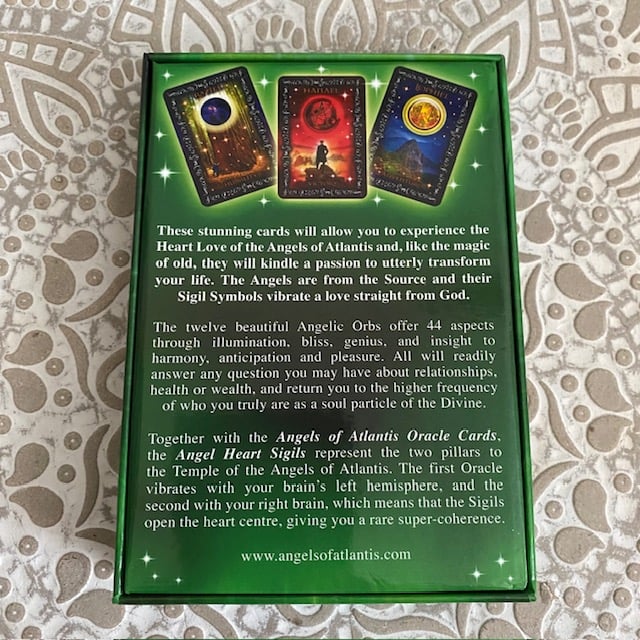 HANIEL
These stunning cards will allow you to experience the
Heart Love of the Angels of Atlantis and, like the magic
of old, they will kindle a passion to utterly transform
your life. The Angels are from the Source and their
Sigil Symbols vibrate a love straight from God.
The twelve beautiful Angelic Orbs offer 44 aspects
through illumination, bliss, genius, and insight to
harmony, anticipation and pleasure. All will readily
answer any question you may have about relationships,
health or wealth, and return you to the higher frequency
of who you truly are as a soul particle of the Divine.
Together with the Angels of Atlantis Oracle Cards,
the Angel Heart Sigils represent the two pillars to
the Temple of the Angels of Atlantis. The first Oracle
vibrates with your brain's left hemisphere, and the
second with your right brain, which means that the Sigils
open the heart centre, giving you a rare super-coherence.
www.angelsofatlantis.com